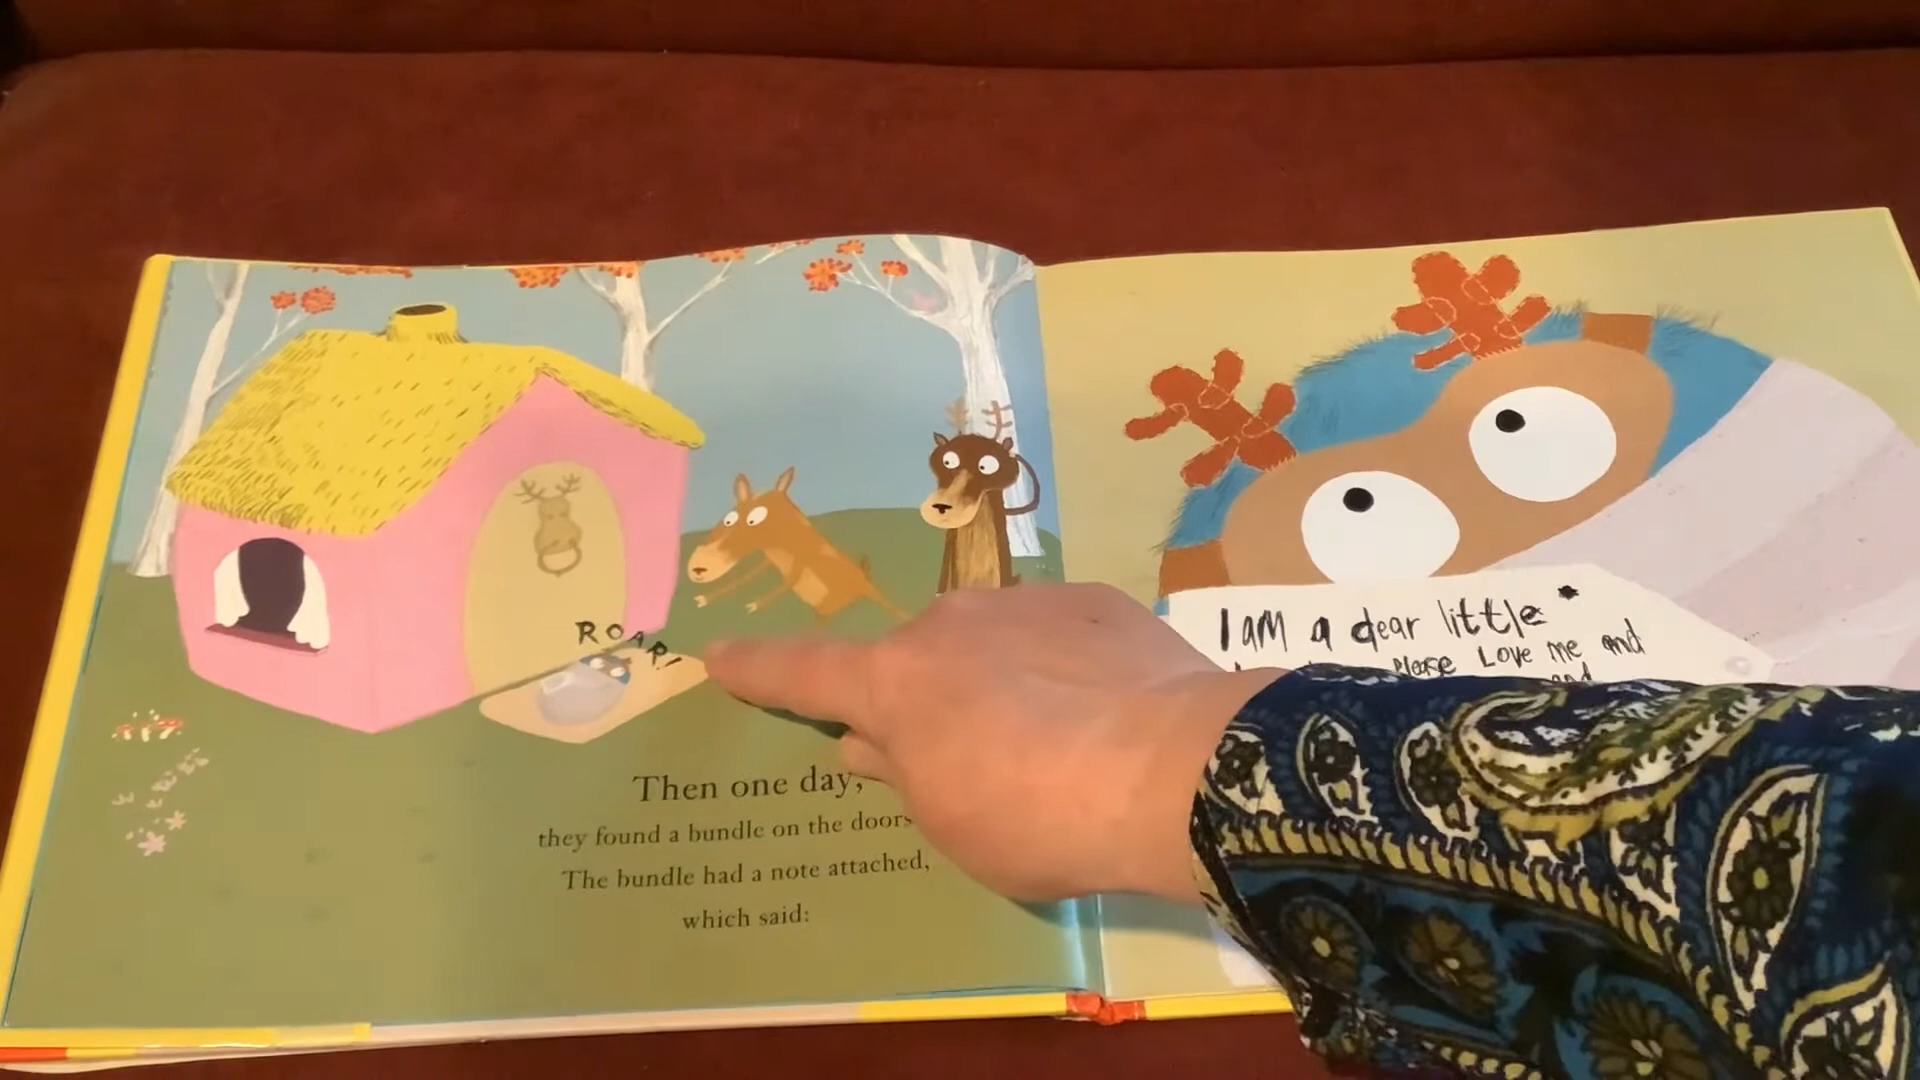 ROAR!
Then one day,
they found a bundle on the doors
The bundle had a note attached,
which said:
I am a dear little *
Please Love me and
and